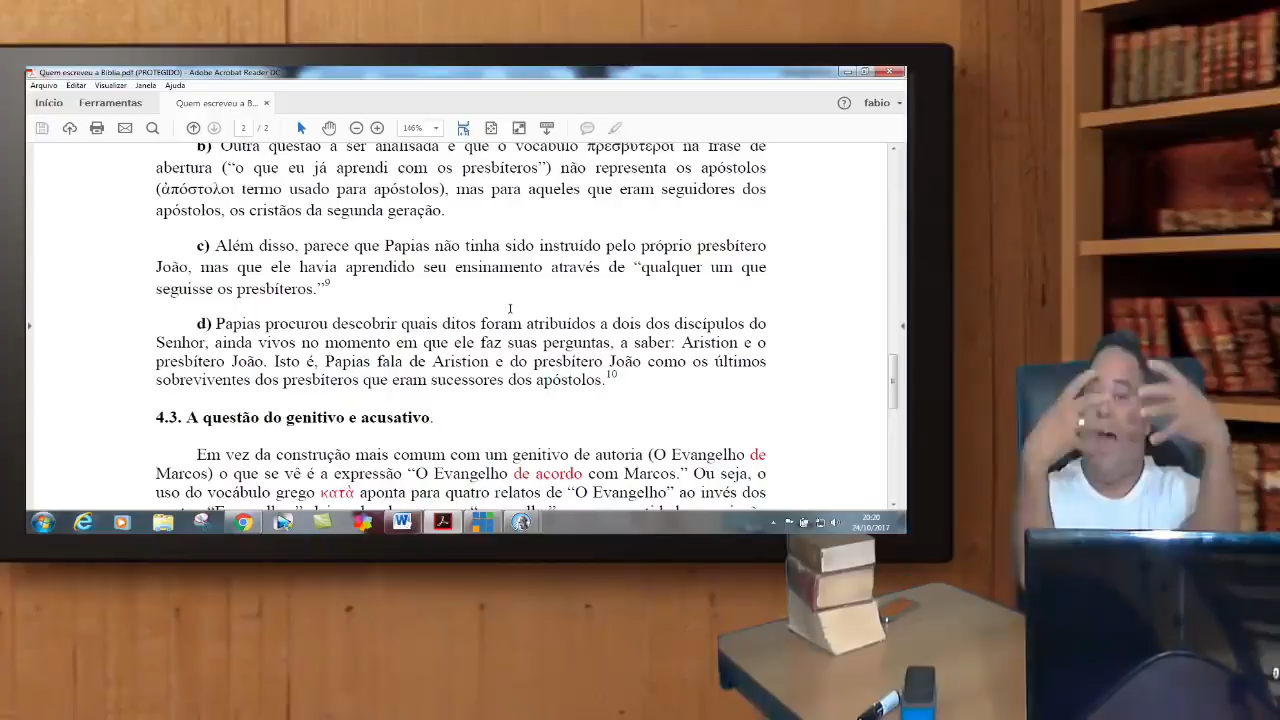 Quem escreveu a Biblia.pdf (PROTEGIDO) - Adobe Acrobat Reader DC
Arquivo Editar Visualizar Janela Ajuda
Início Ferramentas Quem escreveu a B... × fabio
2 / 2 146%
b) Outra questão a ser analisada é que o vocábulo πρεσβύτεροι na frase de
abertura (“o que eu já aprendi com os presbíteros”) não representa os apóstolos
(ἀπόστολοι termo usado para apóstolos), mas para aqueles que eram seguidores dos
apóstolos, os cristãos da segunda geração.
c) Além disso, parece que Papias não tinha sido instruído pelo próprio presbítero
João, mas que ele havia aprendido seu ensinamento através de “qualquer um que
seguisse os presbíteros.”9
d) Papias procurou descobrir quais ditos foram atribuídos a dois dos discípulos do
Senhor, ainda vivos no momento em que ele faz suas perguntas, a saber: Aristion e o
presbítero João. Isto é, Papias fala de Aristion e do presbítero João como os últimos
sobreviventes dos presbíteros que eram sucessores dos apóstolos.10
4.3. A questão do genitivo e acusativo.
Em vez da construção mais comum com um genitivo de autoria (O Evangelho de
Marcos) o que se vê é a expressão “O Evangelho de acordo com Marcos.” Ou seja, o
uso do vocábulo grego κατὰ aponta para quatro relatos de “O Evangelho” ao invés dos
20:20
24/10/2017